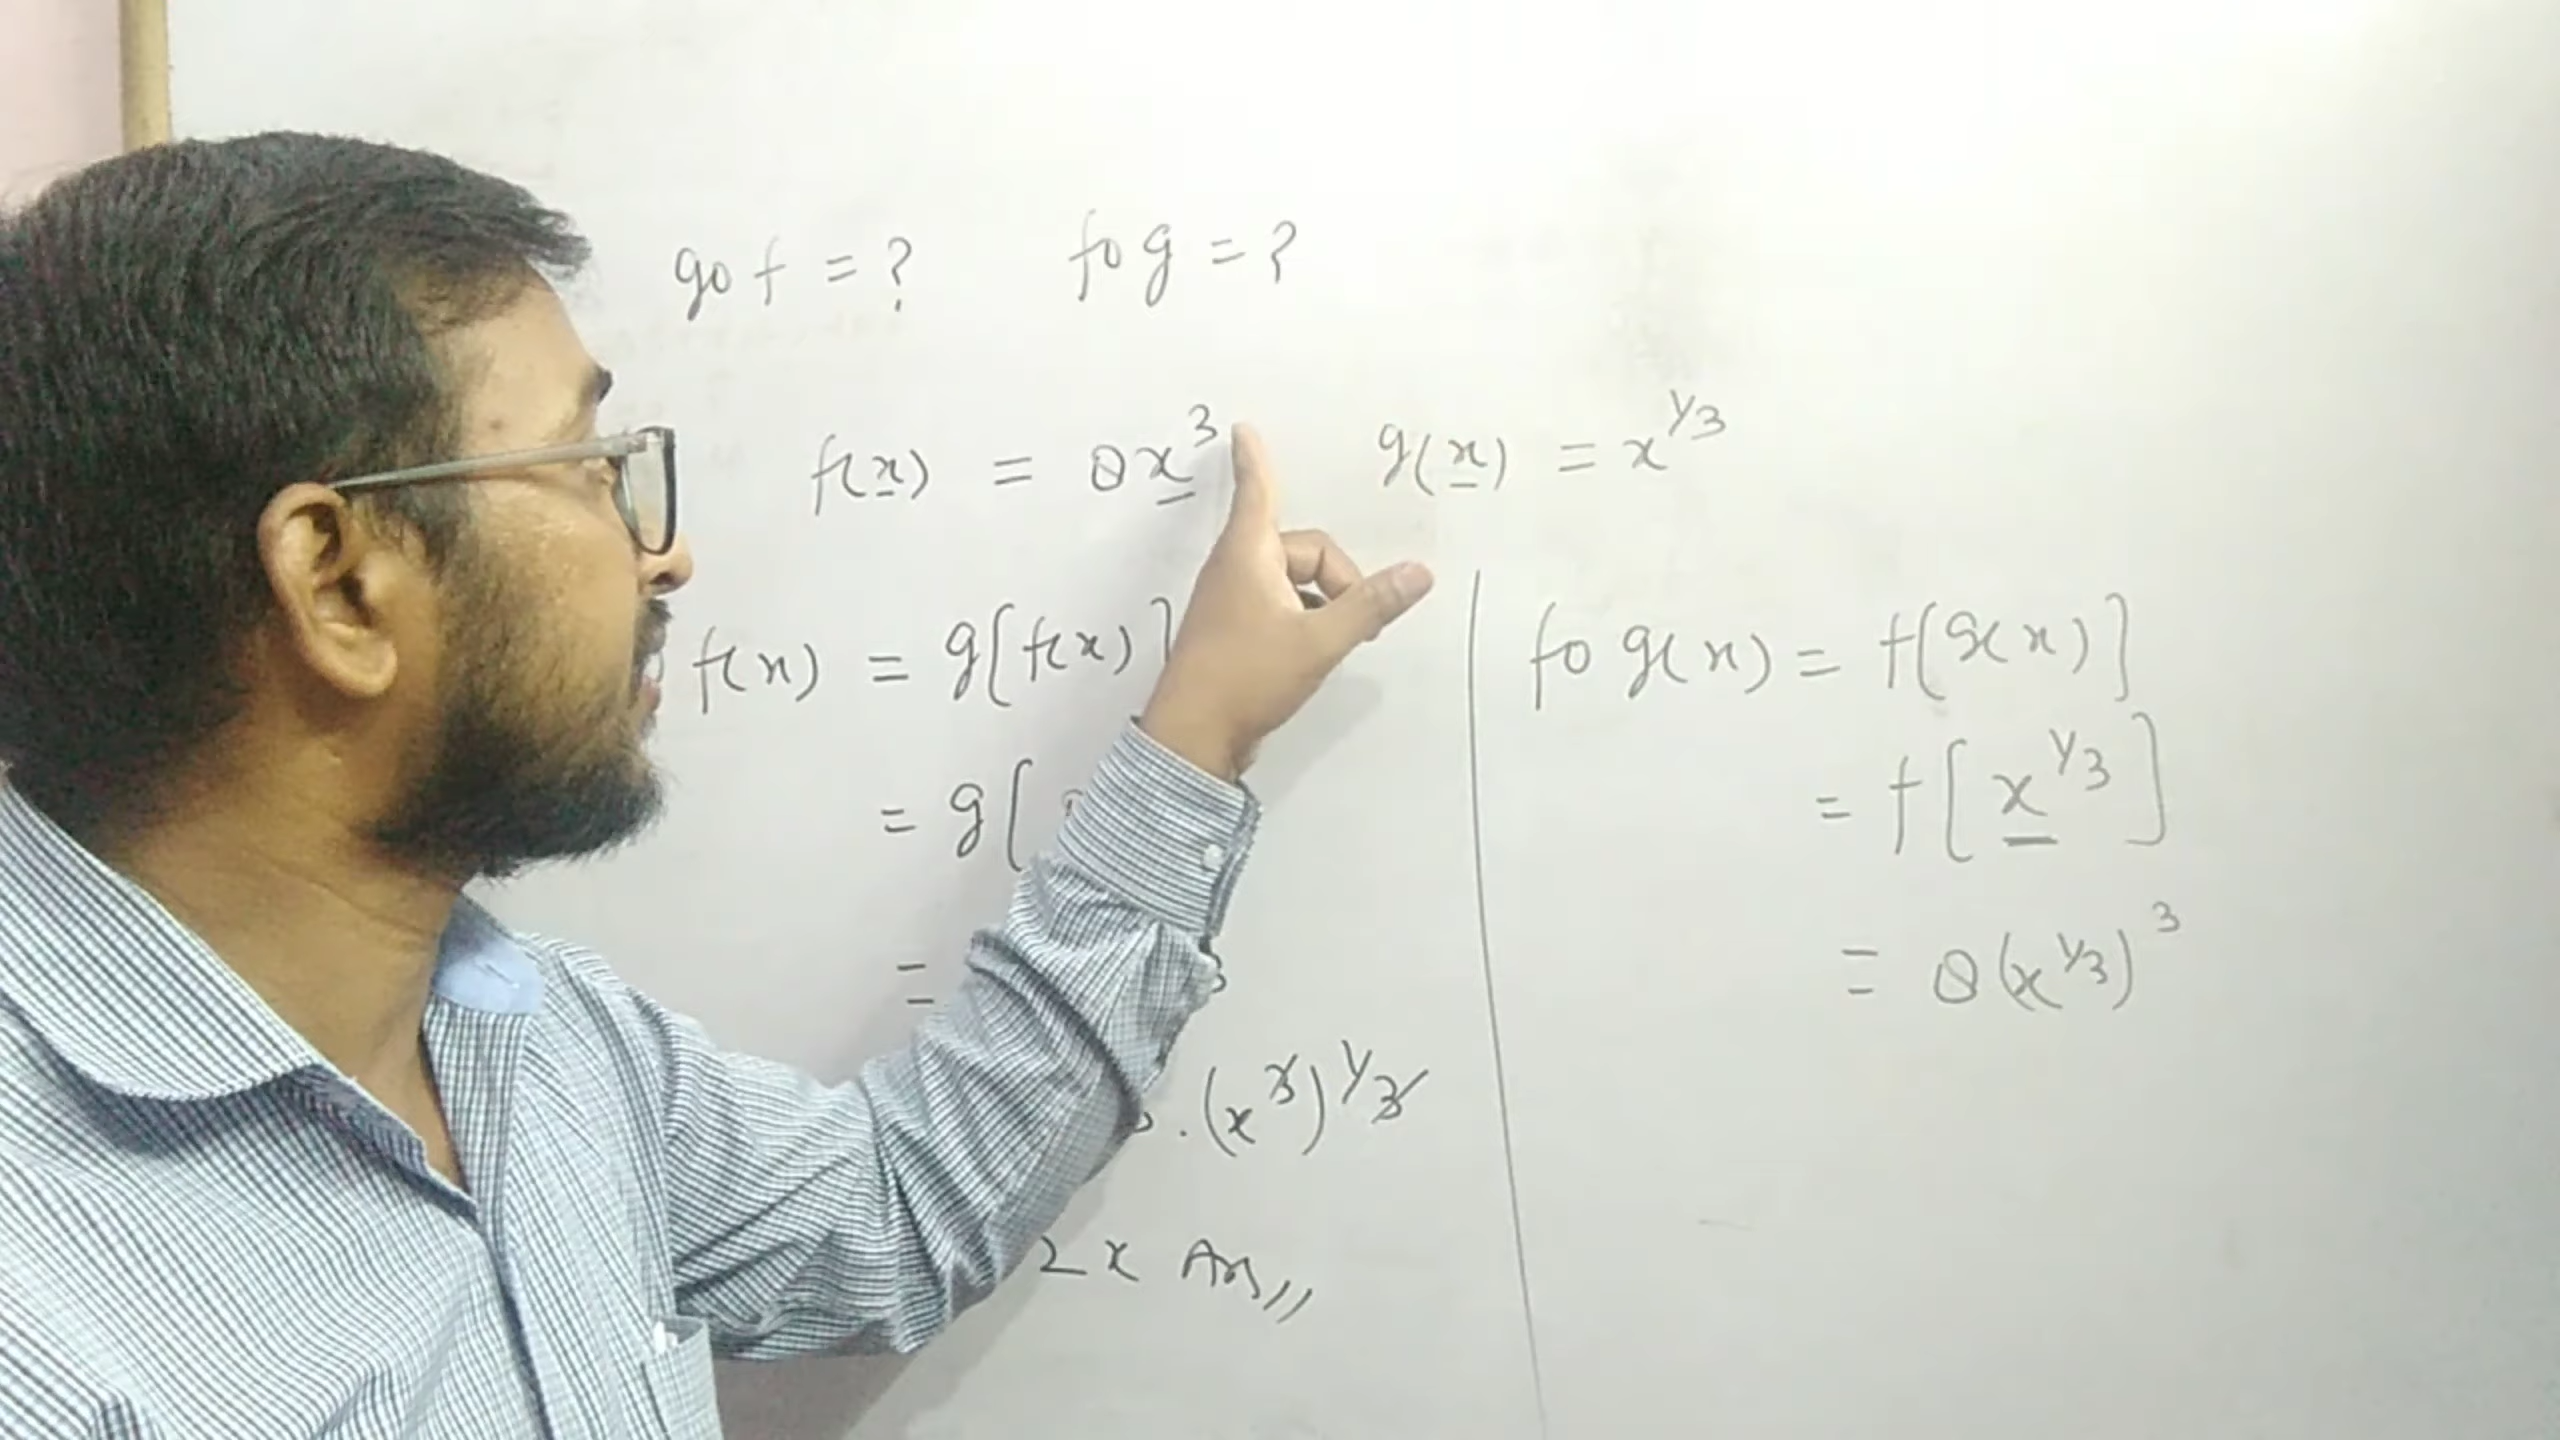 gof = ? fog = ?
f(x) = 8x³ g(x) = x^1/3
f(x) = g[f(x)]
= g[
=
. (x³)^1/3
2x Ans,,
fog(x) = f[g(x)]
= f[x^1/3]
= 8(x^1/3)³